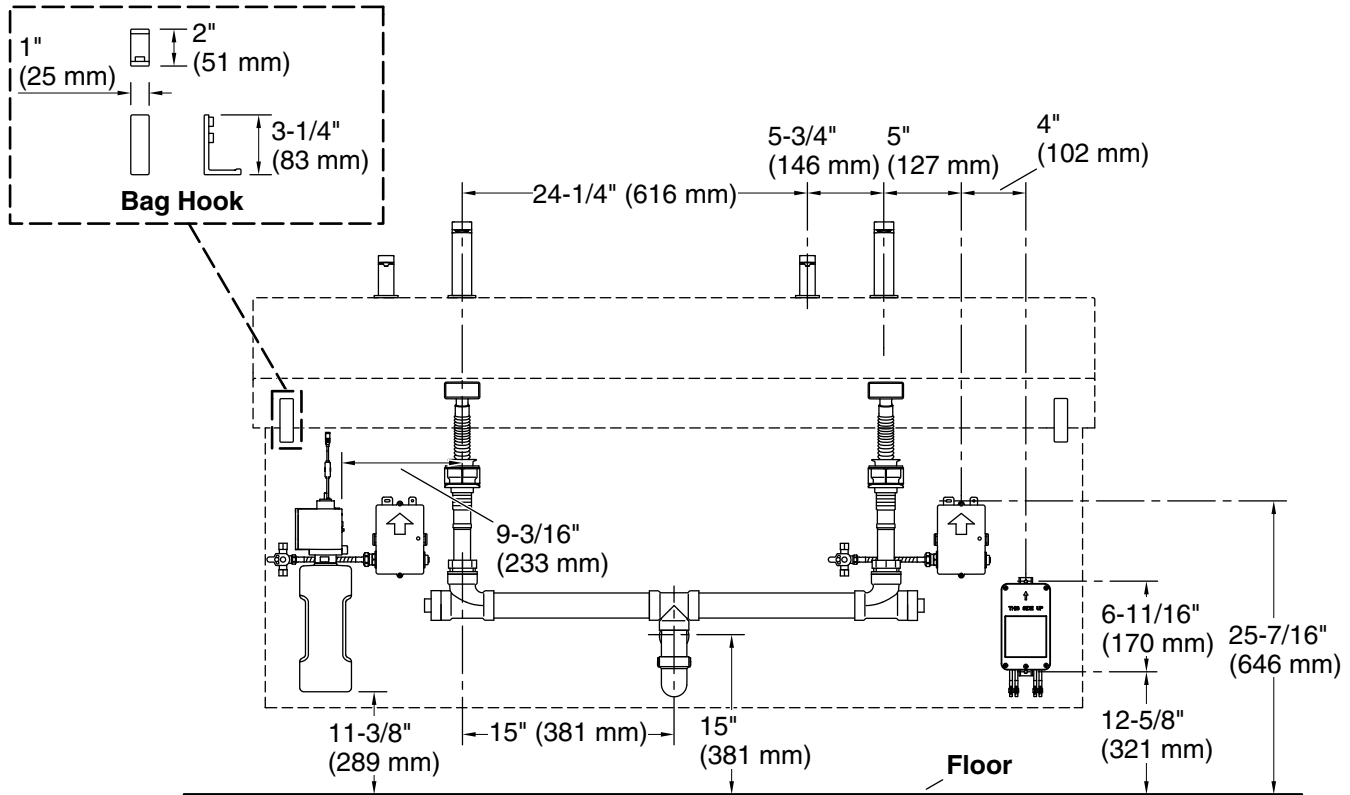 1"
(25 mm)
2"
(51 mm)
3-1/4"
(83 mm)
Bag Hook
24-1/4" (616 mm)
5-3/4"
(146 mm)
5"
(127 mm)
4"
(102 mm)
9-3/16"
(233 mm)
THIS SIDE UP
6-11/16"
(170 mm)
25-7/16"
(646 mm)
11-3/8"
(289 mm)
15" (381 mm)
15"
(381 mm)
12-5/8"
(321 mm)
Floor